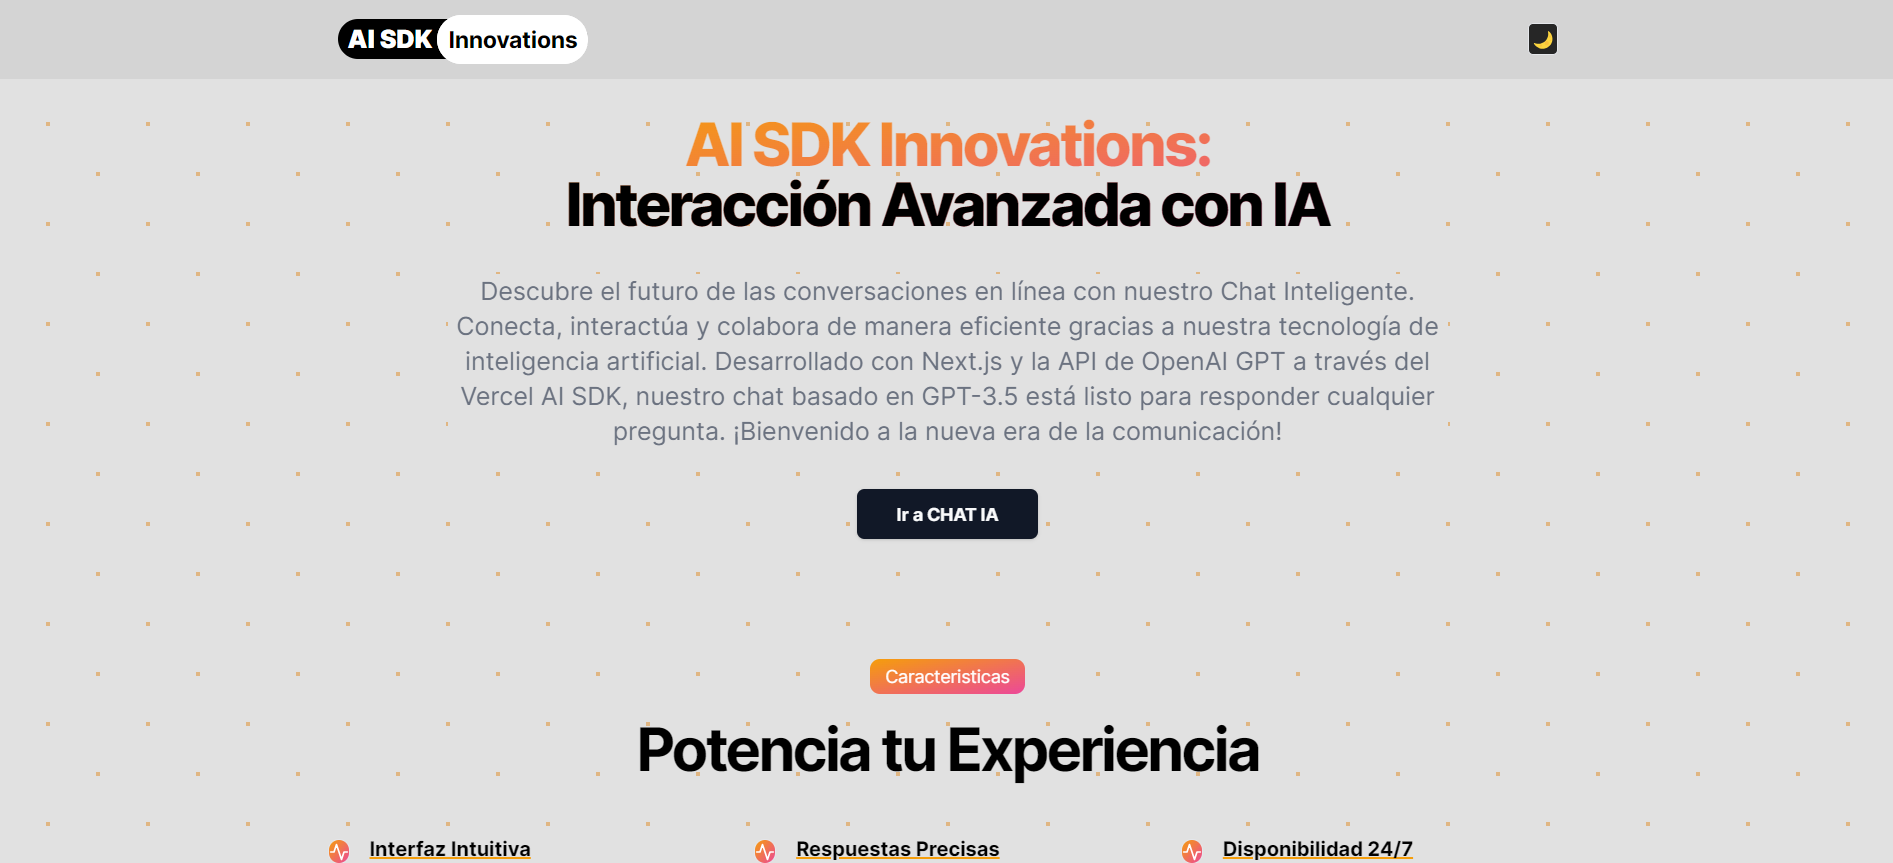 AI SDK Innovations
AI SDK Innovations:
Interacción Avanzada con IA
Descubre el futuro de las conversaciones en línea con nuestro Chat Inteligente.
Conecta, interactúa y colabora de manera eficiente gracias a nuestra tecnología de
inteligencia artificial. Desarrollado con Next.js y la API de OpenAI GPT a través del
Vercel AI SDK, nuestro chat basado en GPT-3.5 está listo para responder cualquier
pregunta. ¡Bienvenido a la nueva era de la comunicación!
Ir a CHAT IA
Caracteristicas
Potencia tu Experiencia
Interfaz Intuitiva
Respuestas Precisas
Disponibilidad 24/7